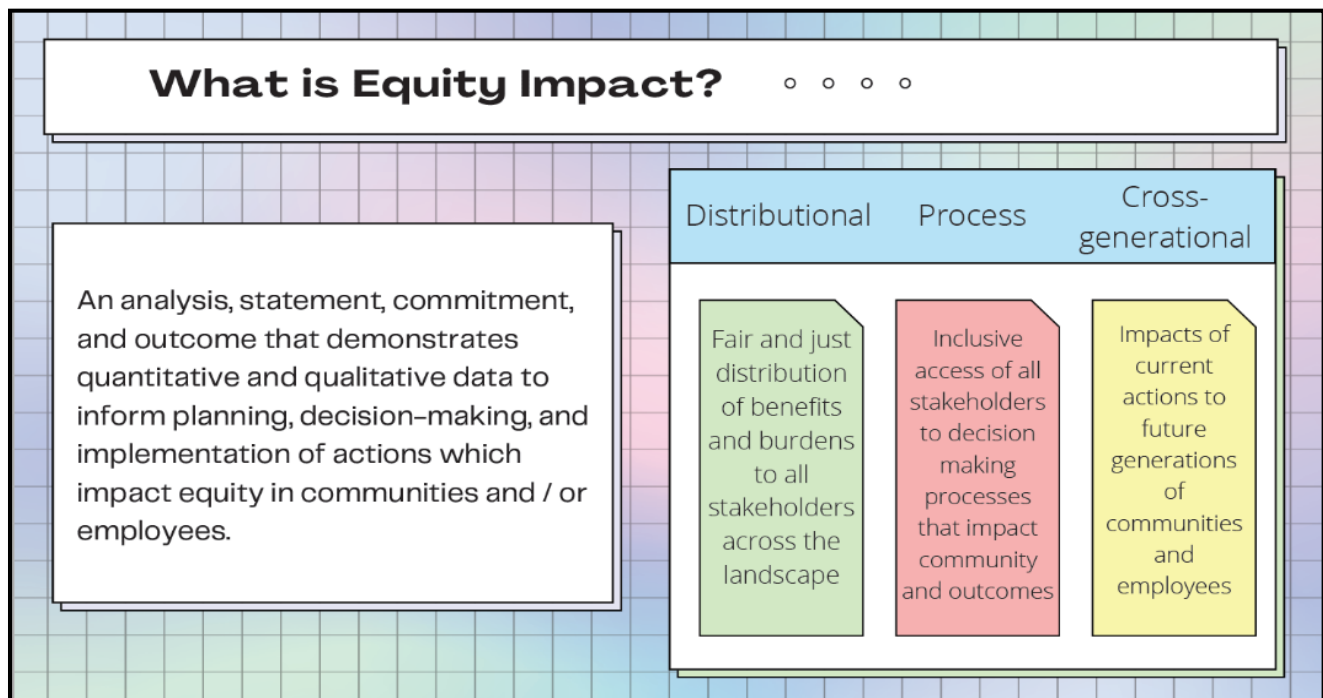 What is Equity Impact?
An analysis, statement, commitment,
and outcome that demonstrates
quantitative and qualitative data to
inform planning, decision-making, and
implementation of actions which
impact equity in communities and / or
employees.
Distributional
Process
Cross-
generational
Fair and just
distribution
of benefits
and burdens
to all
stakeholders
across the
landscape
Inclusive
access of all
stakeholders
to decision
making
processes
that impact
community
and outcomes
Impacts of
current
actions to
future
generations
of
communities
and
employees